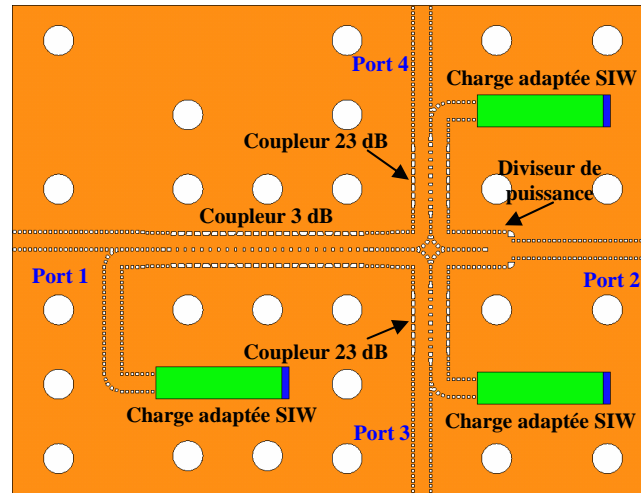 Port 4
Charge adaptée SIW
Coupleur 23 dB
Diviseur de
puissance
Coupleur 3 dB
Port 1
Port 2
Coupleur 23 dB
Charge adaptée SIW
Port 3
Charge adaptée SIW